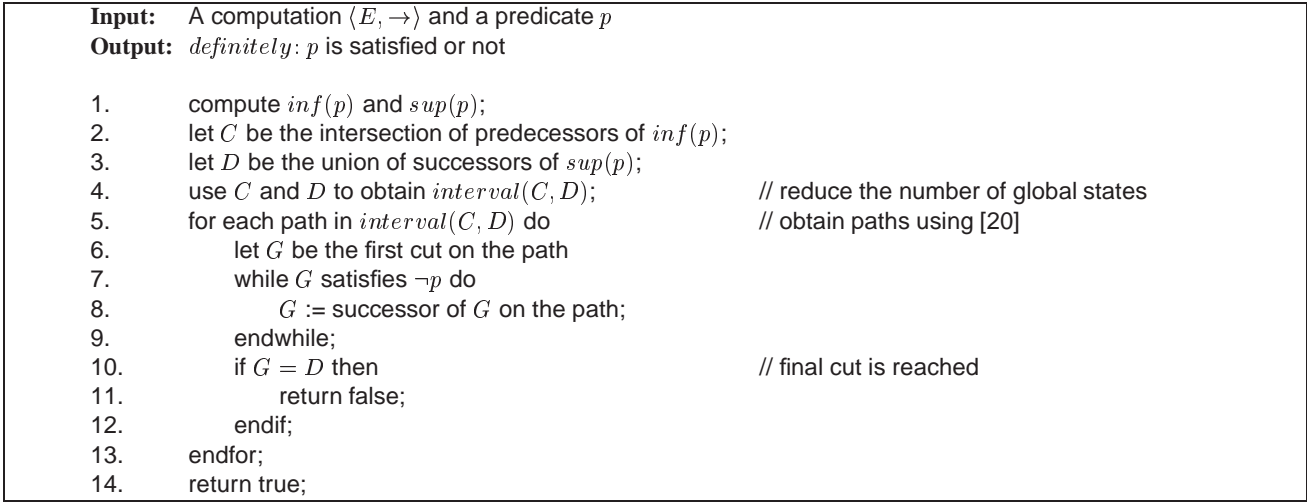 Input: A computation ⟨E, →⟩ and a predicate p
Output: definitely: p is satisfied or not
1. compute inf(p) and sup(p);
2. let C be the intersection of predecessors of inf(p);
3. let D be the union of successors of sup(p);
4. use C and D to obtain interval(C, D); // reduce the number of global states
5. for each path in interval(C, D) do // obtain paths using [20]
6. let G be the first cut on the path
7. while G satisfies ¬p do
8. G := successor of G on the path;
9. endwhile;
10. if G = D then // final cut is reached
11. return false;
12. endif;
13. endfor;
14. return true;